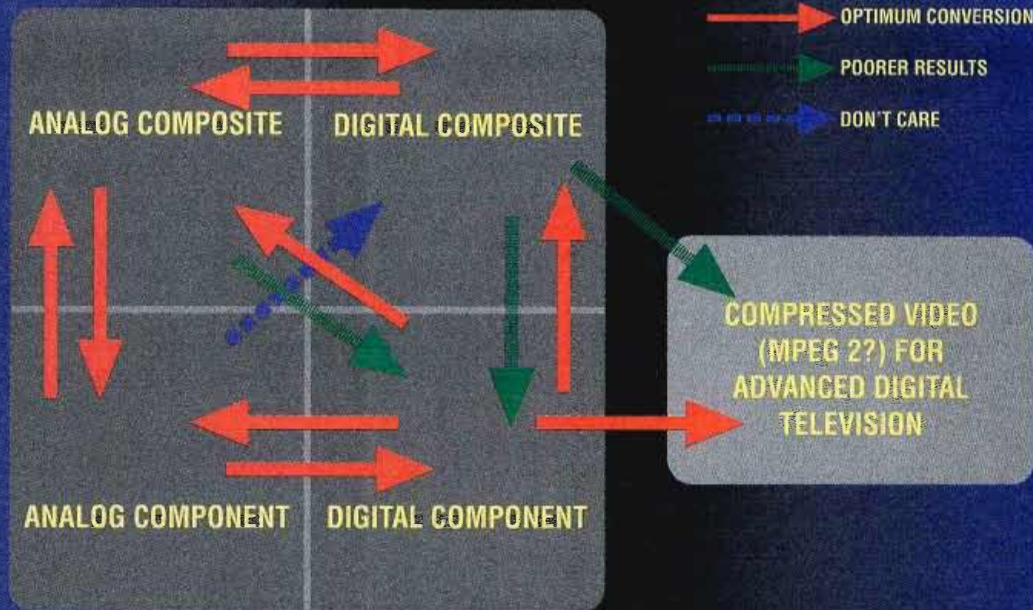 OPTIMUM CONVERSION
POORER RESULTS
DON'T CARE
ANALOG COMPOSITE
DIGITAL COMPOSITE
COMPRESSED VIDEO
(MPEG 2?) FOR
ADVANCED DIGITAL
TELEVISION
ANALOG COMPONENT
DIGITAL COMPONENT